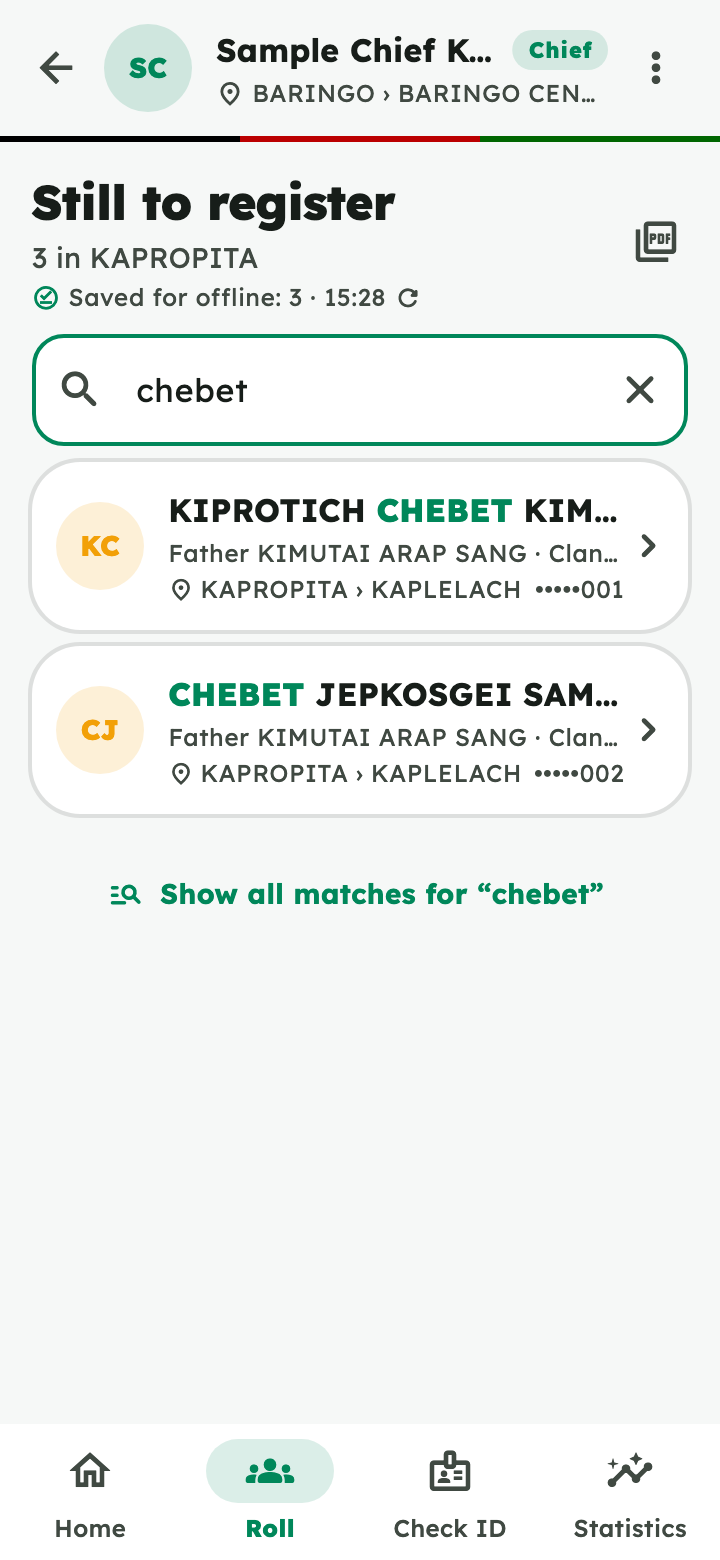 SC
Sample Chief K...
Chief
BARINGO › BARINGO CEN...
Still to register
3 in KAPROPITA
PDF
Saved for offline: 3 · 15:28
chebet
KC
KIPROTICH CHEBET KIM...
Father KIMUTAI ARAP SANG · Clan...
KAPROPITA › KAPLELACH •••••001
CJ
CHEBET JEPKOSGEI SAM...
Father KIMUTAI ARAP SANG · Clan...
KAPROPITA › KAPLELACH •••••002
Show all matches for “chebet”
Home
Roll
Check ID
Statistics